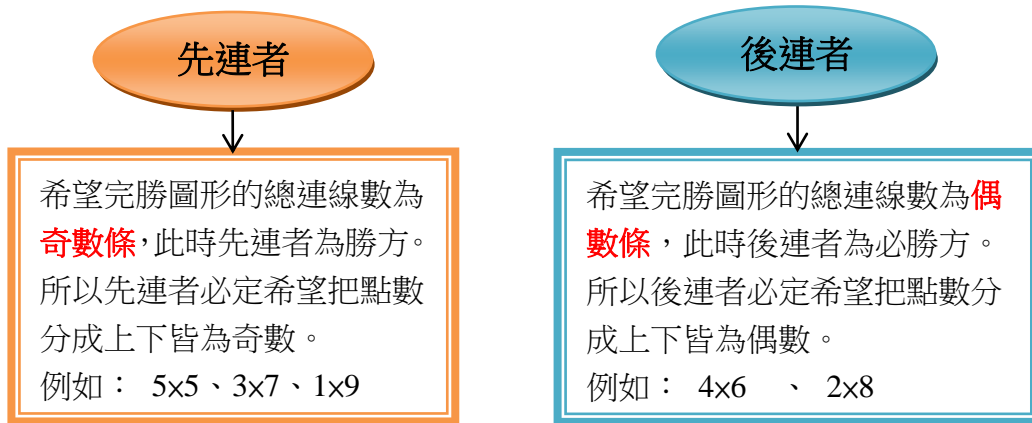 先連者
希望完勝圖形的總連線數為
奇數條,此時先連者為勝方。
所以先連者必定希望把點數
分成上下皆為奇數。
例如： 5×5、3×7、1×9
後連者
希望完勝圖形的總連線數為偶
數條，此時後連者為必勝方。
所以後連者必定希望把點數分
成上下皆為偶數。
例如： 4×6 、 2×8